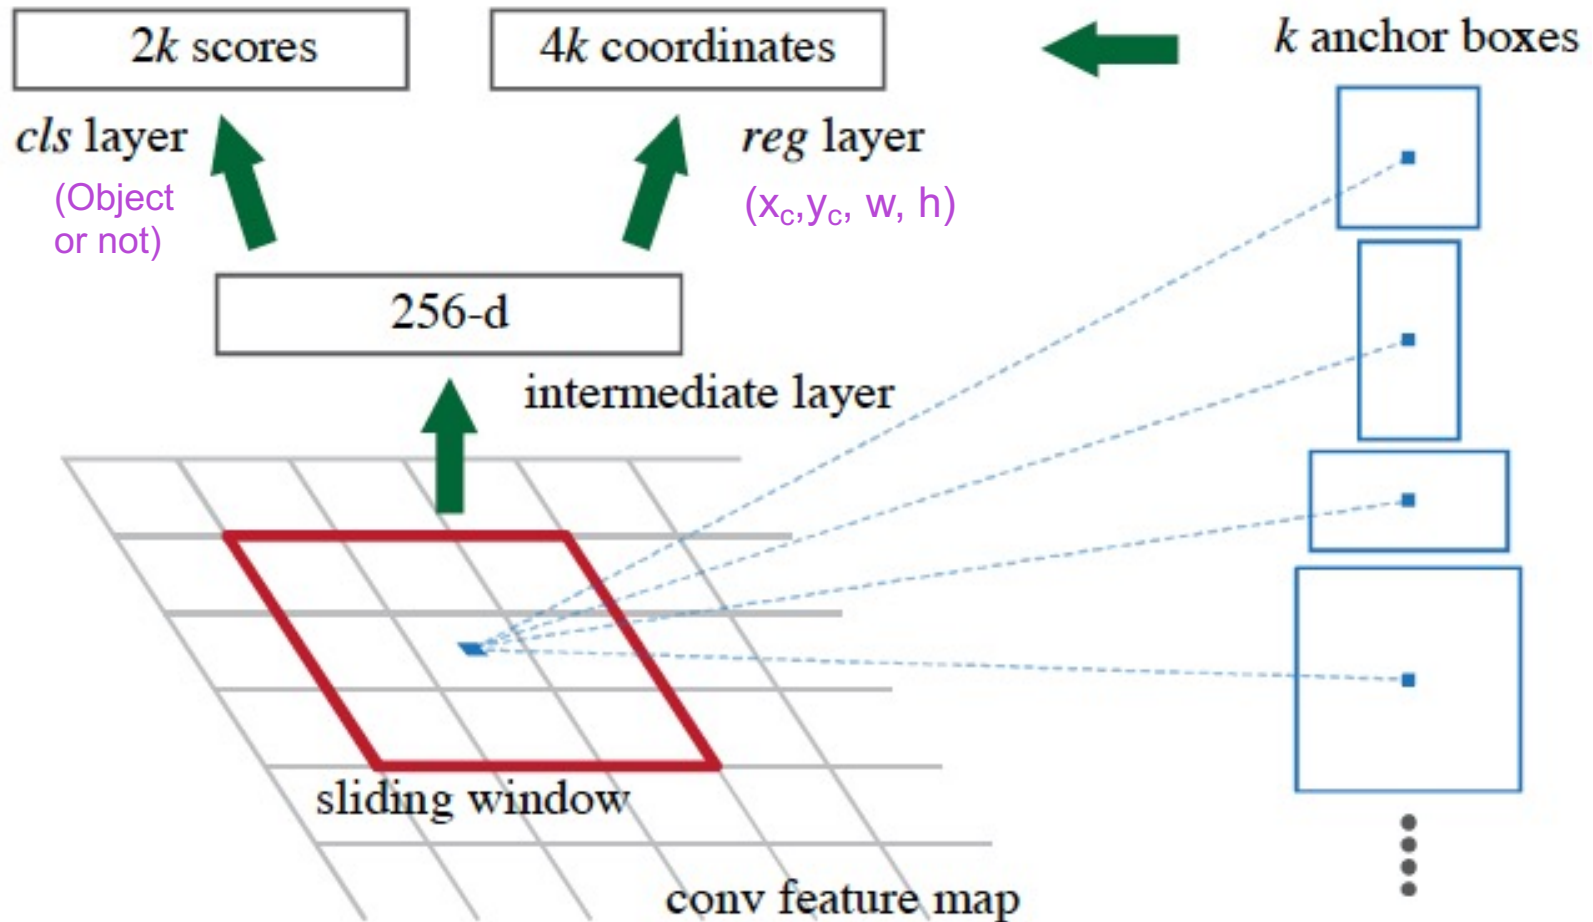 2k scores
4k coordinates
k anchor boxes
cls layer
reg layer
(Object
or not)
(xc,yc, w, h)
256-d
intermediate layer
sliding window
conv feature map